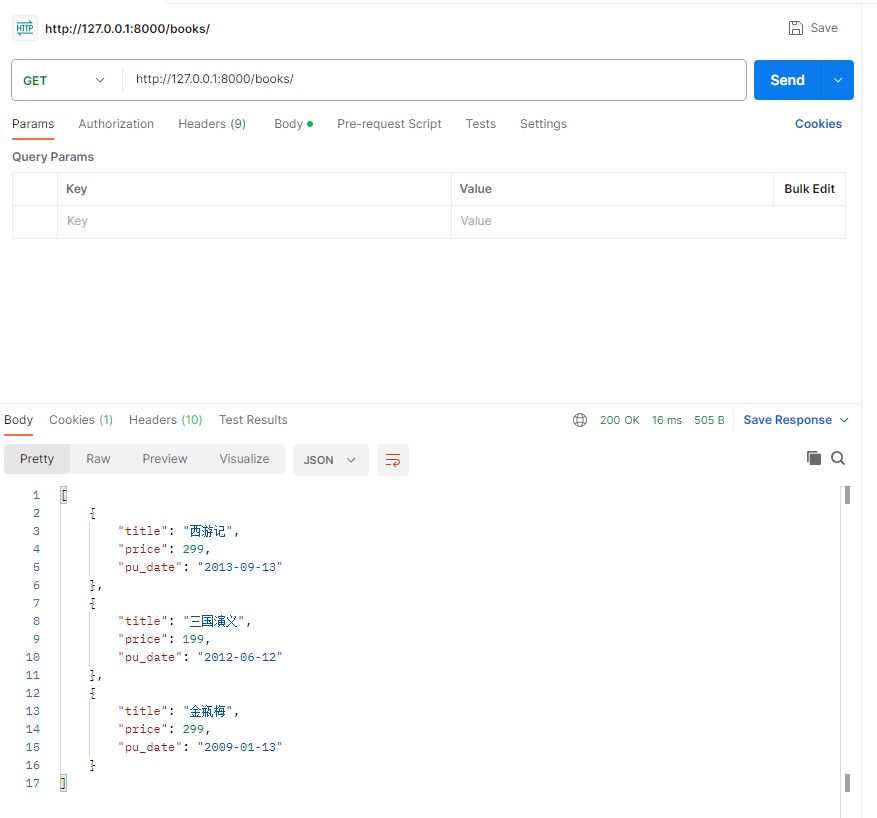 HTTP http://127.0.0.1:8000/books/ Save
GET http://127.0.0.1:8000/books/ Send
Params Authorization Headers (9) Body Pre-request Script Tests Settings Cookies
Query Params
Key Value Bulk Edit
Key Value
Body Cookies (1) Headers (10) Test Results 200 OK 16 ms 505 B Save Response
Pretty Raw Preview Visualize JSON
1 [
2 {
3 "title": "西游记",
4 "price": 299,
5 "pu_date": "2013-09-13"
6 },
7 {
8 "title": "三国演义",
9 "price": 199,
10 "pu_date": "2012-06-12"
11 },
12 {
13 "title": "金瓶梅",
14 "price": 299,
15 "pu_date": "2009-01-13"
16 }
17 ]